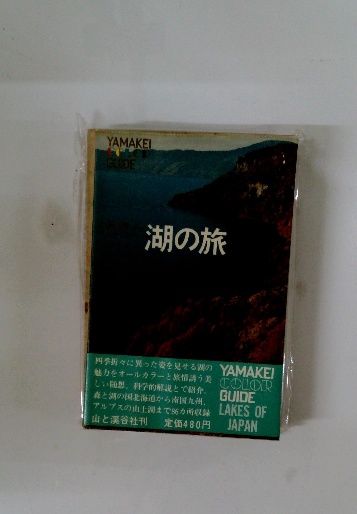 YAMAKEI
COLOR
GUIDE
湖の旅
四季折々に異った姿を見せる湖の
魅力をオールカラーと旅情誘う美
しい随想、科学的解説とで紹介。
森と湖の国北海道から南国九州、
アルプスの山上湖まで86カ所収録
山と溪谷社刊 定価480円
YAMAKEI
COLOR
GUIDE
LAKES OF
JAPAN